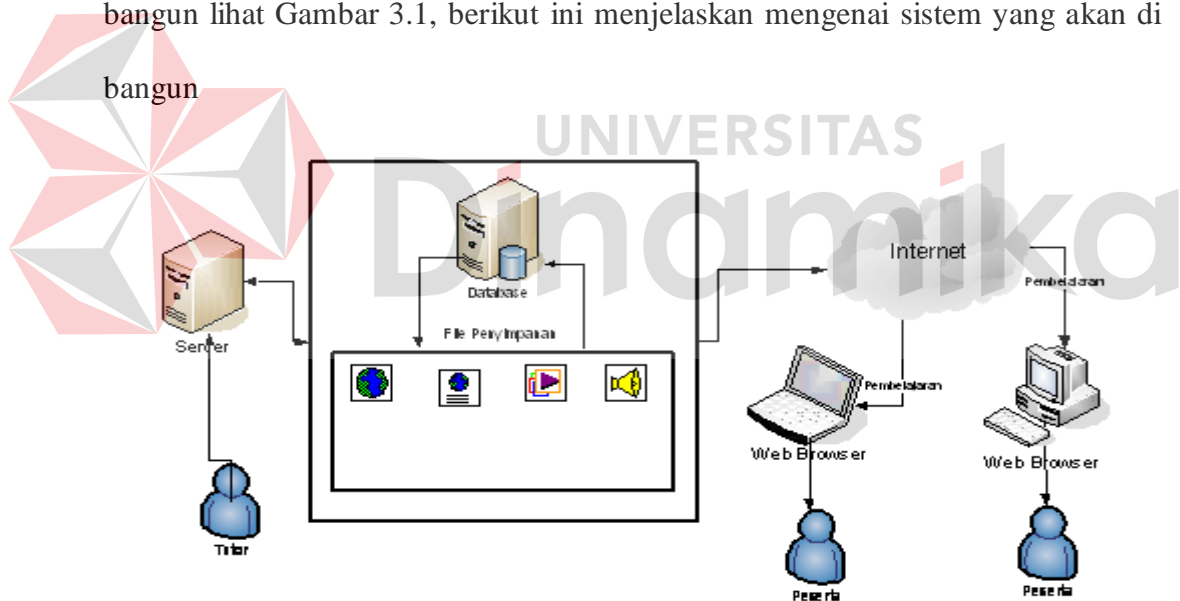 bangun lihat Gambar 3.1, berikut ini menjelaskan mengenai sistem yang akan di
bangun
UNIVERSITAS
Dinamika
Internet
Database
Pembelajaran
File Penyimpanan
Server
Pembelajaran
Web Browser
Web Browser
Tutor
Peserta
Peserta